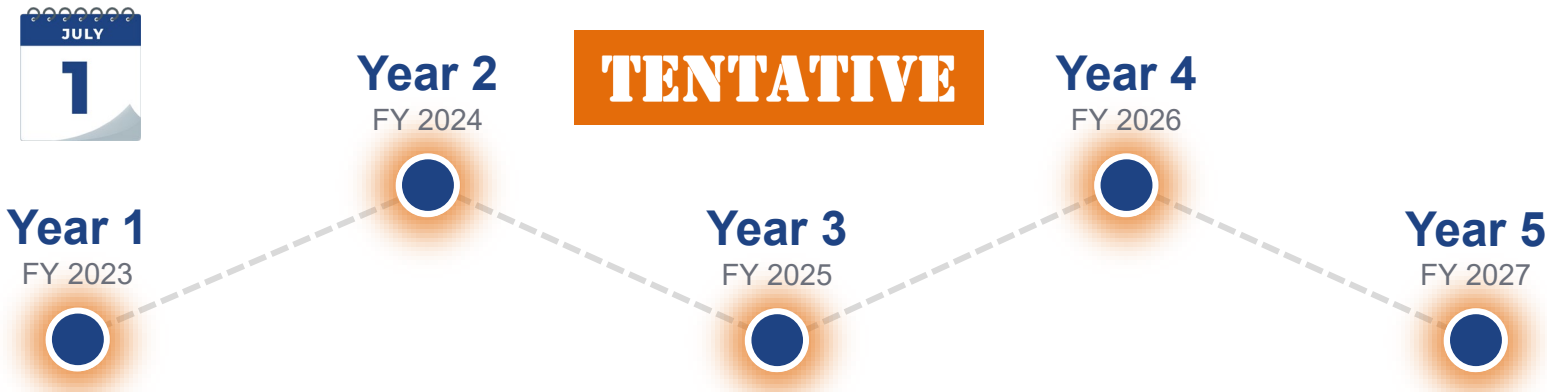 JULY
1
Year 1
FY 2023
Year 2
FY 2024
TENTATIVE
Year 3
FY 2025
Year 4
FY 2026
Year 5
FY 2027